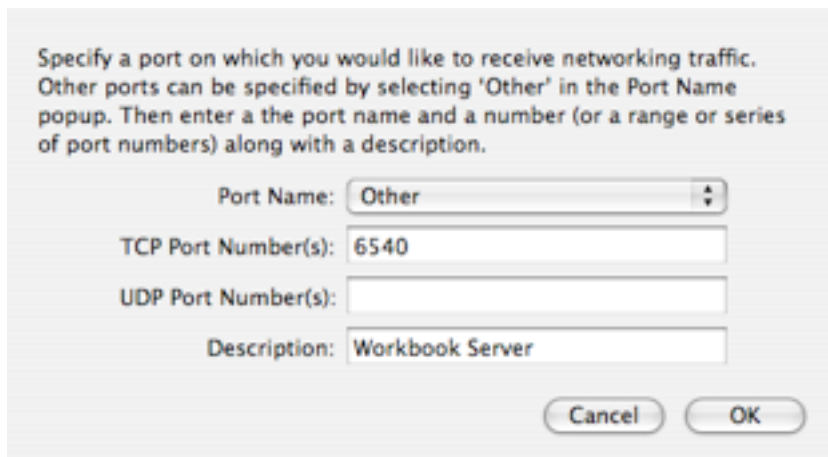 Specify a port on which you would like to receive networking traffic.
Other ports can be specified by selecting 'Other' in the Port Name
popup. Then enter a the port name and a number (or a range or series
of port numbers) along with a description.
Port Name: Other
TCP Port Number(s): 6540
UDP Port Number(s):
Description: Workbook Server
Cancel OK